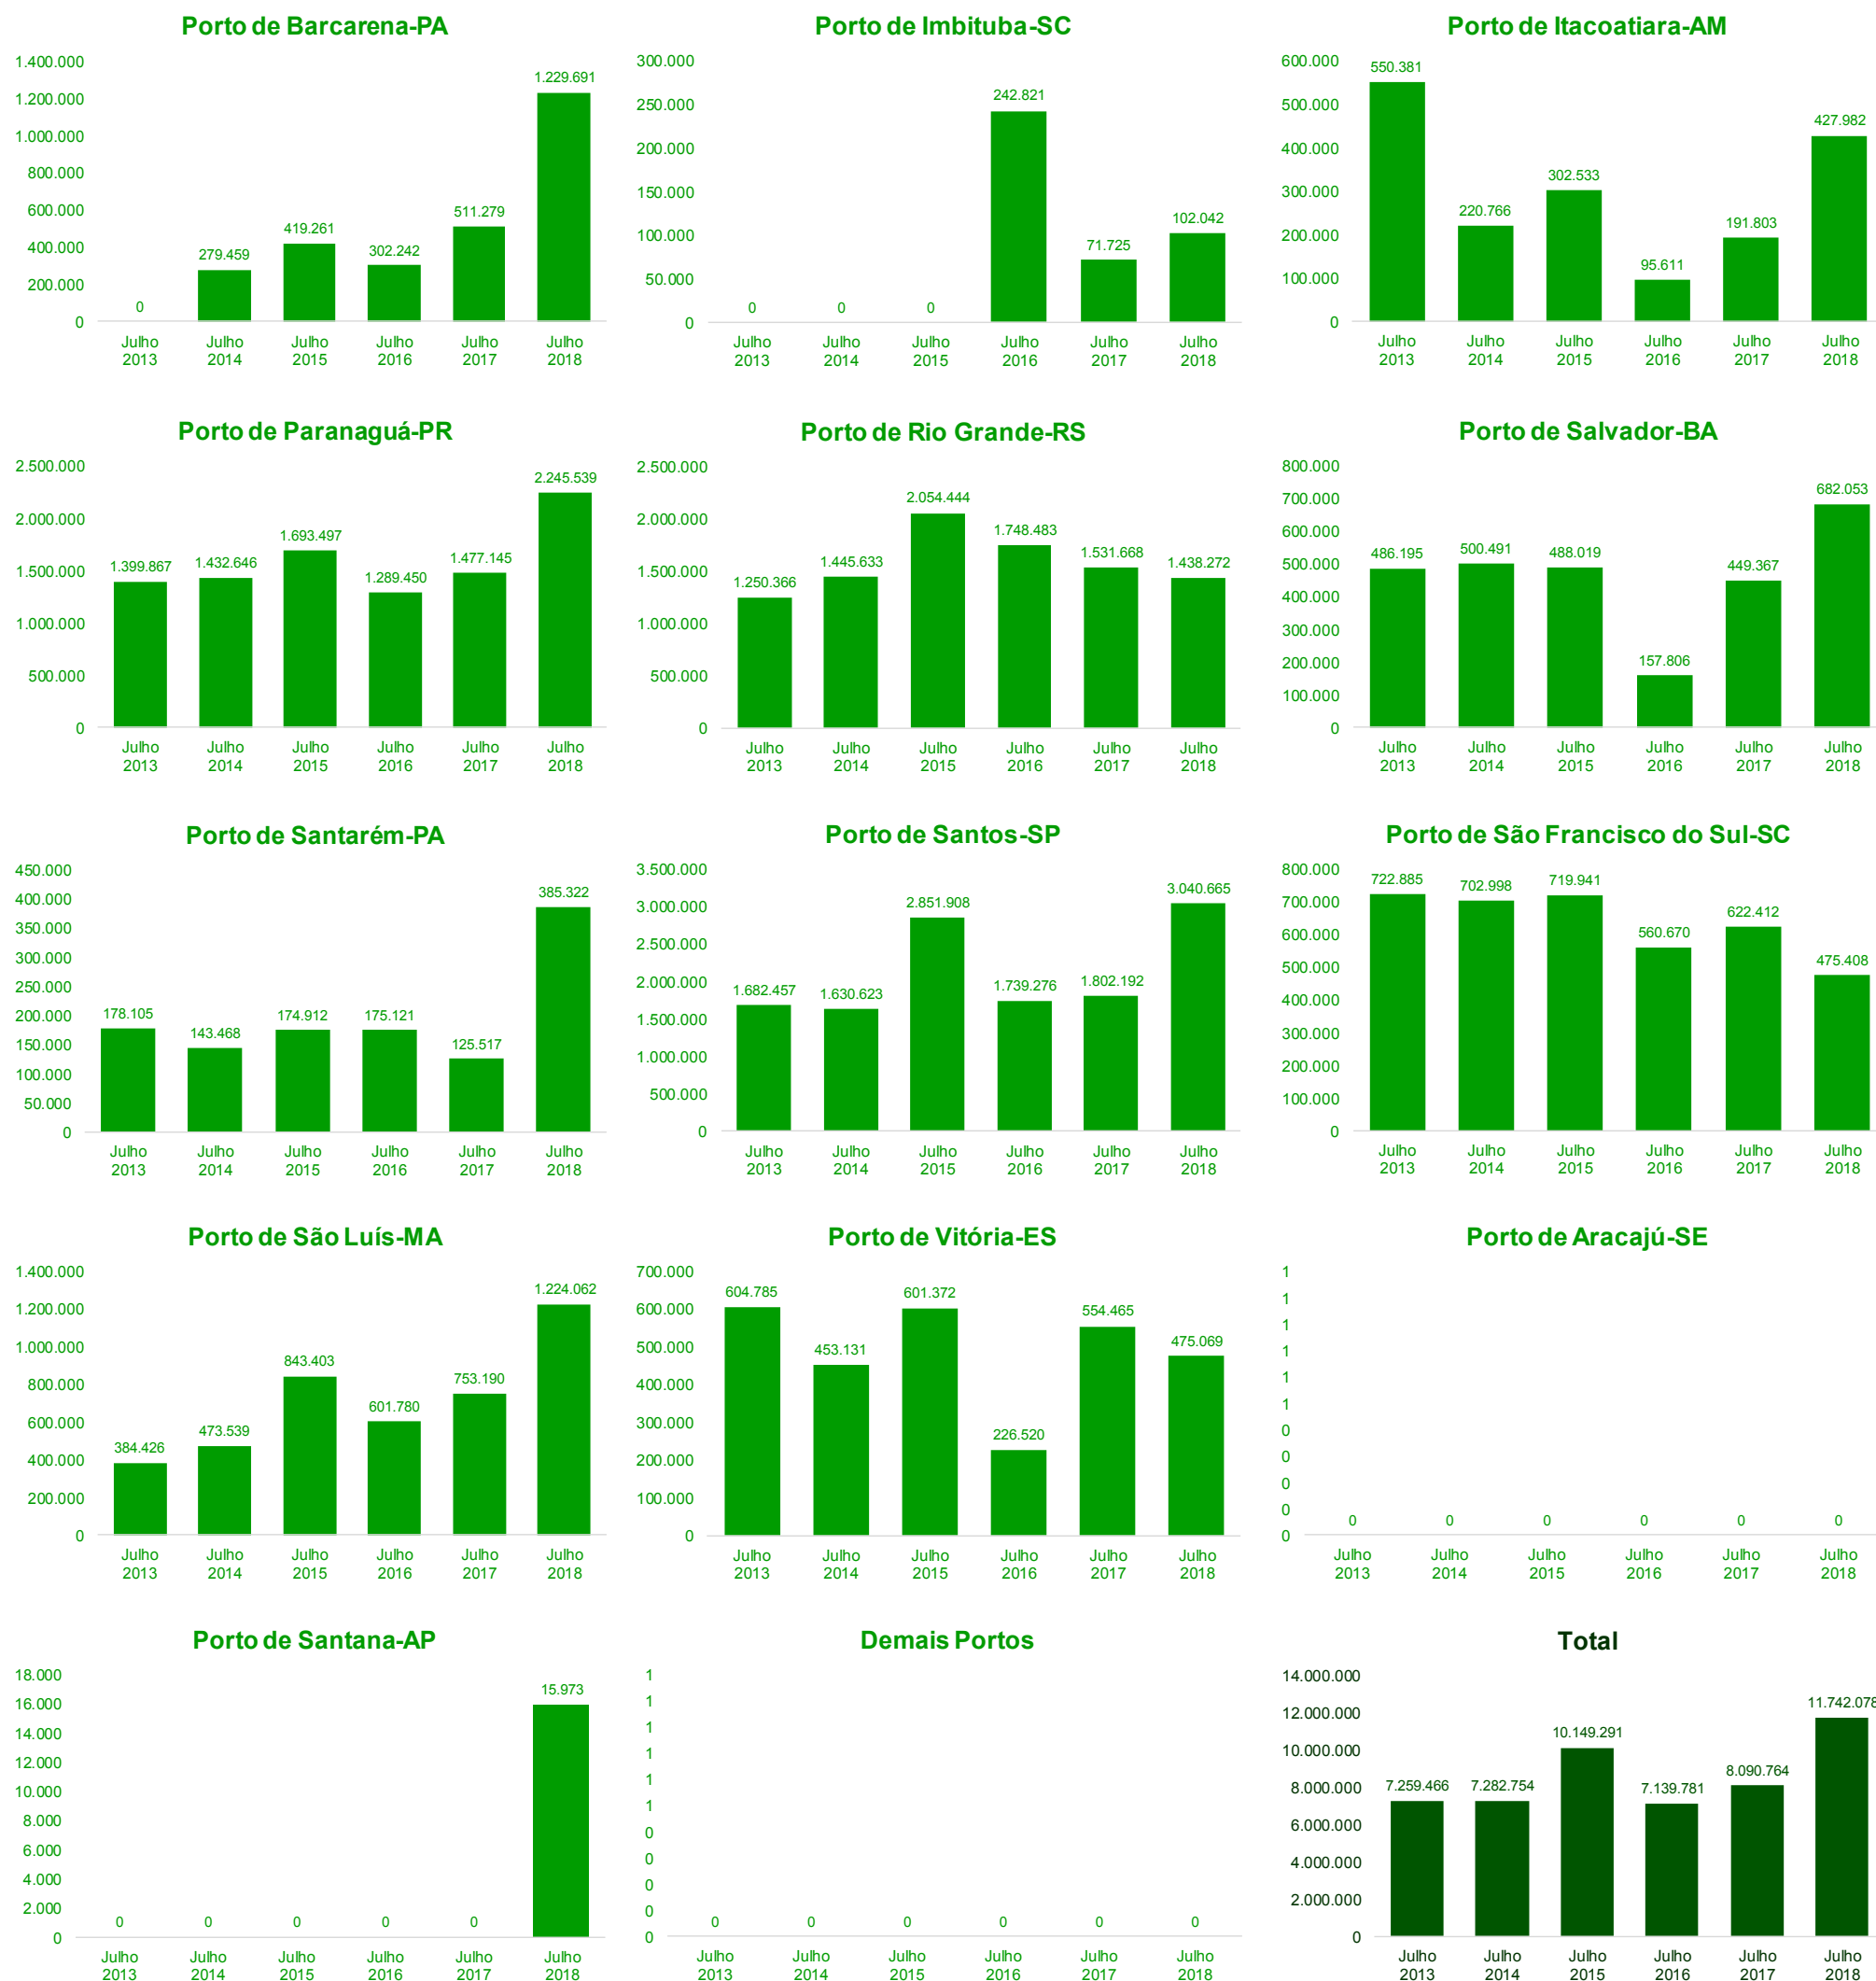 Porto de Barcarena-PA
1.400.000
1.200.000
1.000.000
800.000
600.000
400.000
200.000
0
0
279.459
419.261
302.242
511.279
1.229.691
Julho 2013
Julho 2014
Julho 2015
Julho 2016
Julho 2017
Julho 2018
Porto de Imbituba-SC
300.000
250.000
200.000
150.000
100.000
50.000
0
0
0
0
242.821
71.725
102.042
Julho 2013
Julho 2014
Julho 2015
Julho 2016
Julho 2017
Julho 2018
Porto de Itacoatiara-AM
600.000
500.000
400.000
300.000
200.000
100.000
0
550.381
220.766
302.533
95.611
191.803
427.982
Julho 2013
Julho 2014
Julho 2015
Julho 2016
Julho 2017
Julho 2018
Porto de Paranaguá-PR
2.500.000
2.000.000
1.500.000
1.000.000
500.000
0
1.399.867
1.432.646
1.693.497
1.289.450
1.477.145
2.245.539
Julho 2013
Julho 2014
Julho 2015
Julho 2016
Julho 2017
Julho 2018
Porto de Rio Grande-RS
2.500.000
2.000.000
1.500.000
1.000.000
500.000
0
1.250.366
1.445.633
2.054.444
1.748.483
1.531.668
1.438.272
Julho 2013
Julho 2014
Julho 2015
Julho 2016
Julho 2017
Julho 2018
Porto de Salvador-BA
800.000
700.000
600.000
500.000
400.000
300.000
200.000
100.000
0
486.195
500.491
488.019
157.806
449.367
682.053
Julho 2013
Julho 2014
Julho 2015
Julho 2016
Julho 2017
Julho 2018
Porto de Santarém-PA
450.000
400.000
350.000
300.000
250.000
200.000
150.000
100.000
50.000
0
178.105
143.468
174.912
175.121
125.517
385.322
Julho 2013
Julho 2014
Julho 2015
Julho 2016
Julho 2017
Julho 2018
Porto de Santos-SP
3.500.000
3.000.000
2.500.000
2.000.000
1.500.000
1.000.000
500.000
0
1.682.457
1.630.623
2.851.908
1.739.276
1.802.192
3.040.665
Julho 2013
Julho 2014
Julho 2015
Julho 2016
Julho 2017
Julho 2018
Porto de São Francisco do Sul-SC
800.000
700.000
600.000
500.000
400.000
300.000
200.000
100.000
0
722.885
702.998
719.941
560.670
622.412
475.408
Julho 2013
Julho 2014
Julho 2015
Julho 2016
Julho 2017
Julho 2018
Porto de São Luís-MA
1.400.000
1.200.000
1.000.000
800.000
600.000
400.000
200.000
0
384.426
473.539
843.403
601.780
753.190
1.224.062
Julho 2013
Julho 2014
Julho 2015
Julho 2016
Julho 2017
Julho 2018
Porto de Vitória-ES
700.000
600.000
500.000
400.000
300.000
200.000
100.000
0
604.785
453.131
601.372
226.520
554.465
475.069
Julho 2013
Julho 2014
Julho 2015
Julho 2016
Julho 2017
Julho 2018
Porto de Aracajú-SE
1
1
1
1
1
1
0
0
0
0
0
0
0
0
0
0
0
Julho 2013
Julho 2014
Julho 2015
Julho 2016
Julho 2017
Julho 2018
Porto de Santana-AP
18.000
16.000
14.000
12.000
10.000
8.000
6.000
4.000
2.000
0
0
0
0
0
0
15.973
Julho 2013
Julho 2014
Julho 2015
Julho 2016
Julho 2017
Julho 2018
Demais Portos
1
1
1
1
1
1
0
0
0
0
0
0
0
0
0
0
0
Julho 2013
Julho 2014
Julho 2015
Julho 2016
Julho 2017
Julho 2018
Total
14.000.000
12.000.000
10.000.000
8.000.000
6.000.000
4.000.000
2.000.000
0
7.259.466
7.282.754
10.149.291
7.139.781
8.090.764
11.742.078
Julho 2013
Julho 2014
Julho 2015
Julho 2016
Julho 2017
Julho 2018